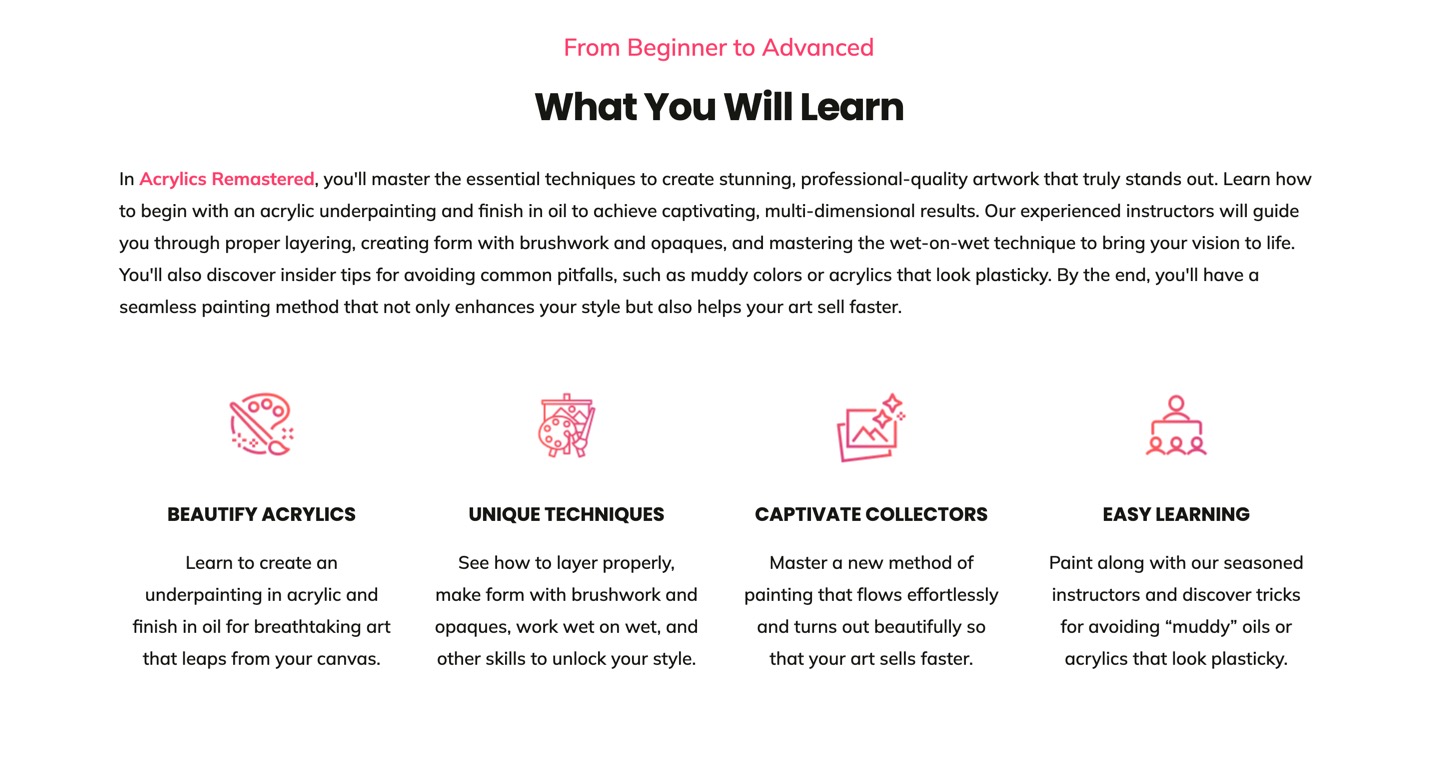 From Beginner to Advanced
What You Will Learn
In Acrylics Remastered, you'll master the essential techniques to create stunning, professional-quality artwork that truly stands out. Learn how
to begin with an acrylic underpainting and finish in oil to achieve captivating, multi-dimensional results. Our experienced instructors will guide
you through proper layering, creating form with brushwork and opaques, and mastering the wet-on-wet technique to bring your vision to life.
You'll also discover insider tips for avoiding common pitfalls, such as muddy colors or acrylics that look plasticky. By the end, you'll have a
seamless painting method that not only enhances your style but also helps your art sell faster.
BEAUTIFY ACRYLICS
Learn to create an
underpainting in acrylic and
finish in oil for breathtaking art
that leaps from your canvas.
UNIQUE TECHNIQUES
See how to layer properly,
make form with brushwork and
opaques, work wet on wet, and
other skills to unlock your style.
CAPTIVATE COLLECTORS
Master a new method of
painting that flows effortlessly
and turns out beautifully so
that your art sells faster.
EASY LEARNING
Paint along with our seasoned
instructors and discover tricks
for avoiding “muddy” oils or
acrylics that look plasticky.